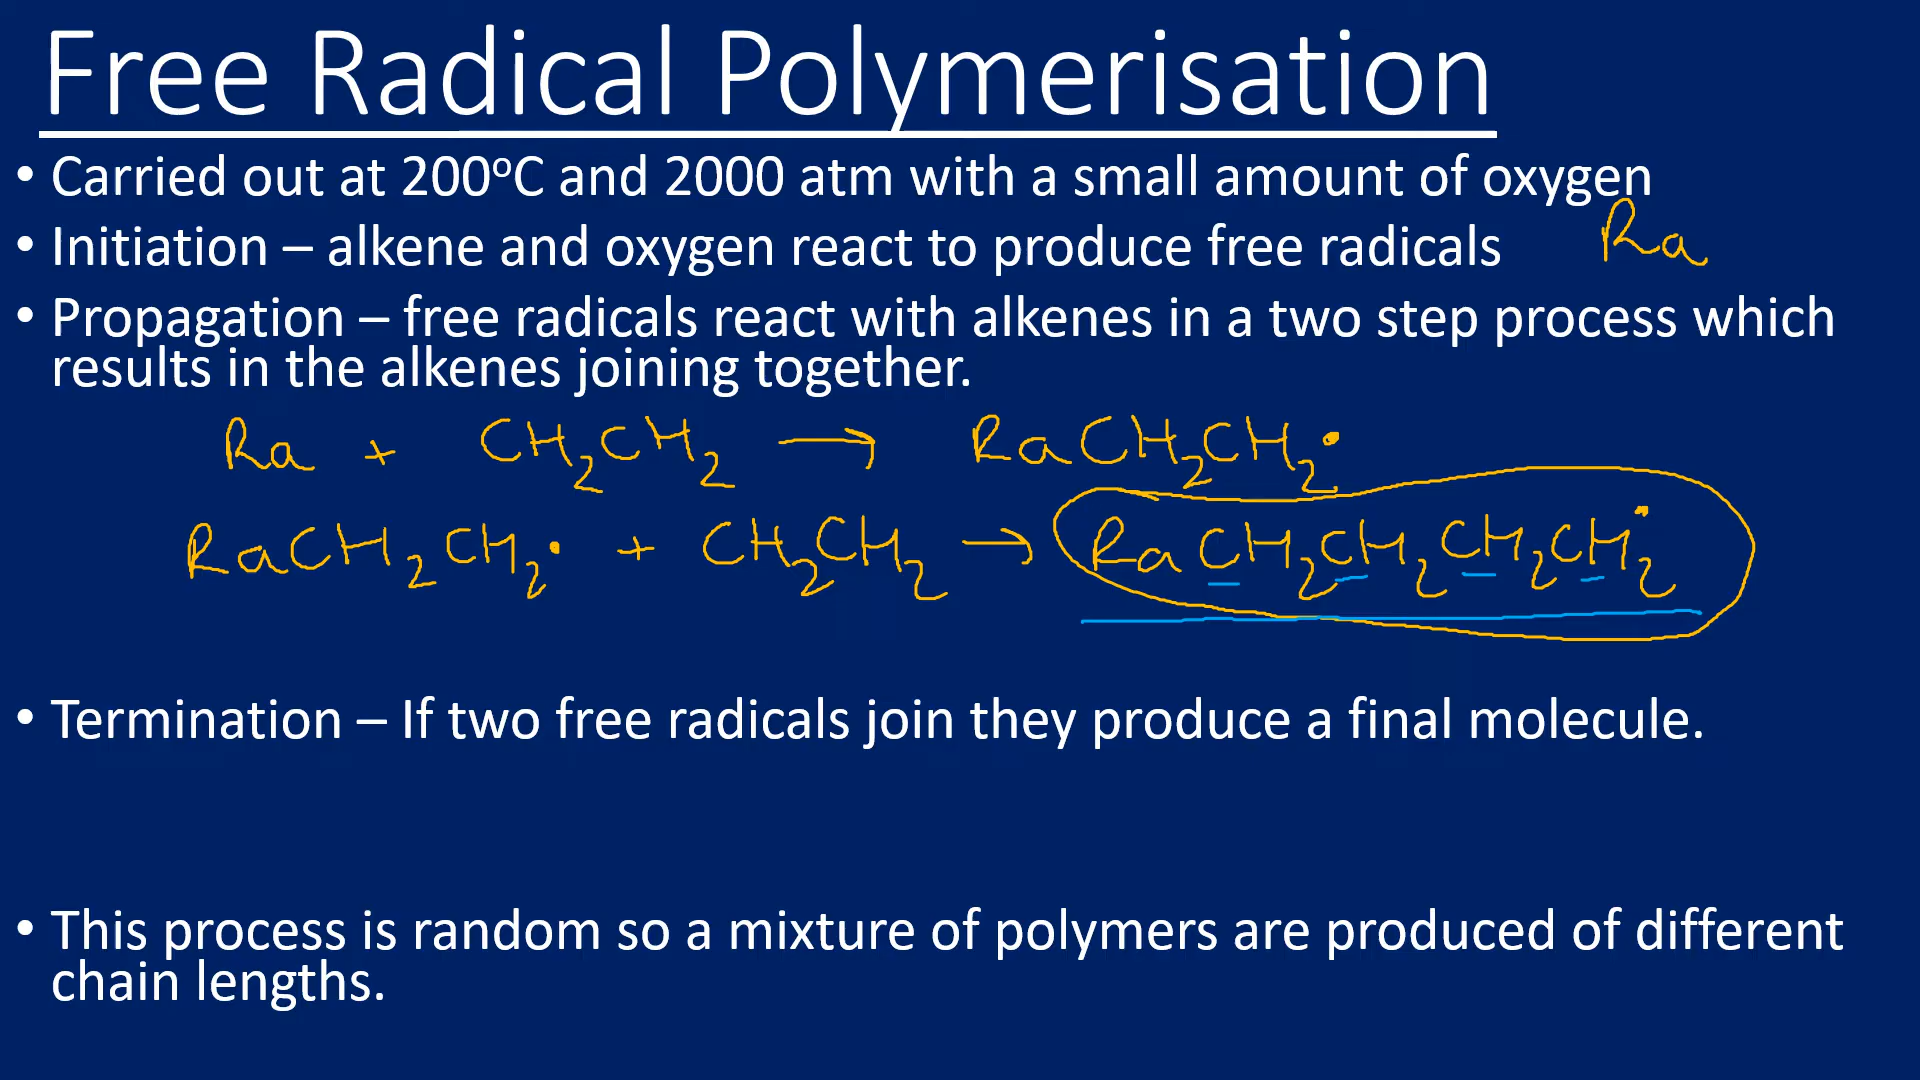 Free Radical Polymerisation
• Carried out at 200°C and 2000 atm with a small amount of oxygen
• Initiation – alkene and oxygen react to produce free radicals Ra
• Propagation – free radicals react with alkenes in a two step process which
results in the alkenes joining together.
Ra + CH₂CH₂ → RaCH₂CH₂•
RaCH₂CH₂• + CH₂CH₂ → RaCH₂CH₂CH₂CH₂•
• Termination – If two free radicals join they produce a final molecule.
• This process is random so a mixture of polymers are produced of different
chain lengths.